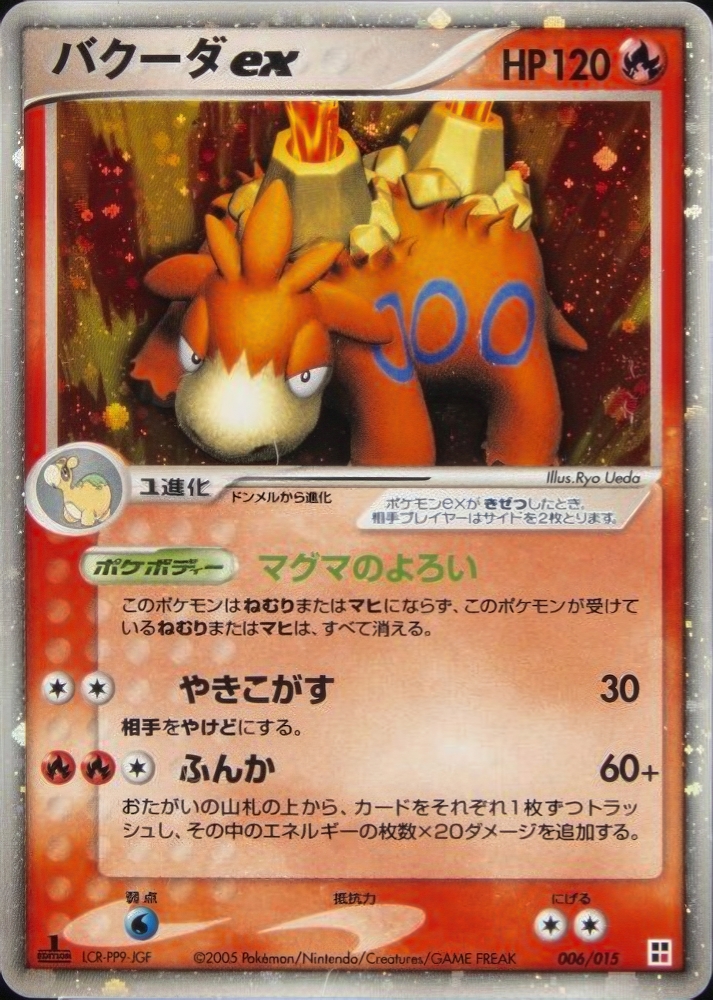 バクーダex HP120
Illus.Ryo Ueda
1進化 ドンメルから進化
ポケモンexが きぜつしたとき、
相手プレイヤーはサイドを2枚とります。
ポケボディー マグマのよろい
このポケモンはねむりまたはマヒにならず、このポケモンが受けて
いるねむりまたはマヒは、すべて消える。
やきこがす 30
相手をやけどにする。
ふんか 60+
おたがいの山札の上から、カードをそれぞれ1枚ずつトラッ
シュし、その中のエネルギーの枚数×20ダメージを追加する。
弱点 抵抗力 にげる
1 EDITION LCR-PP9-JGF ©2005 Pokémon/Nintendo/Creatures/GAME FREAK 006/015